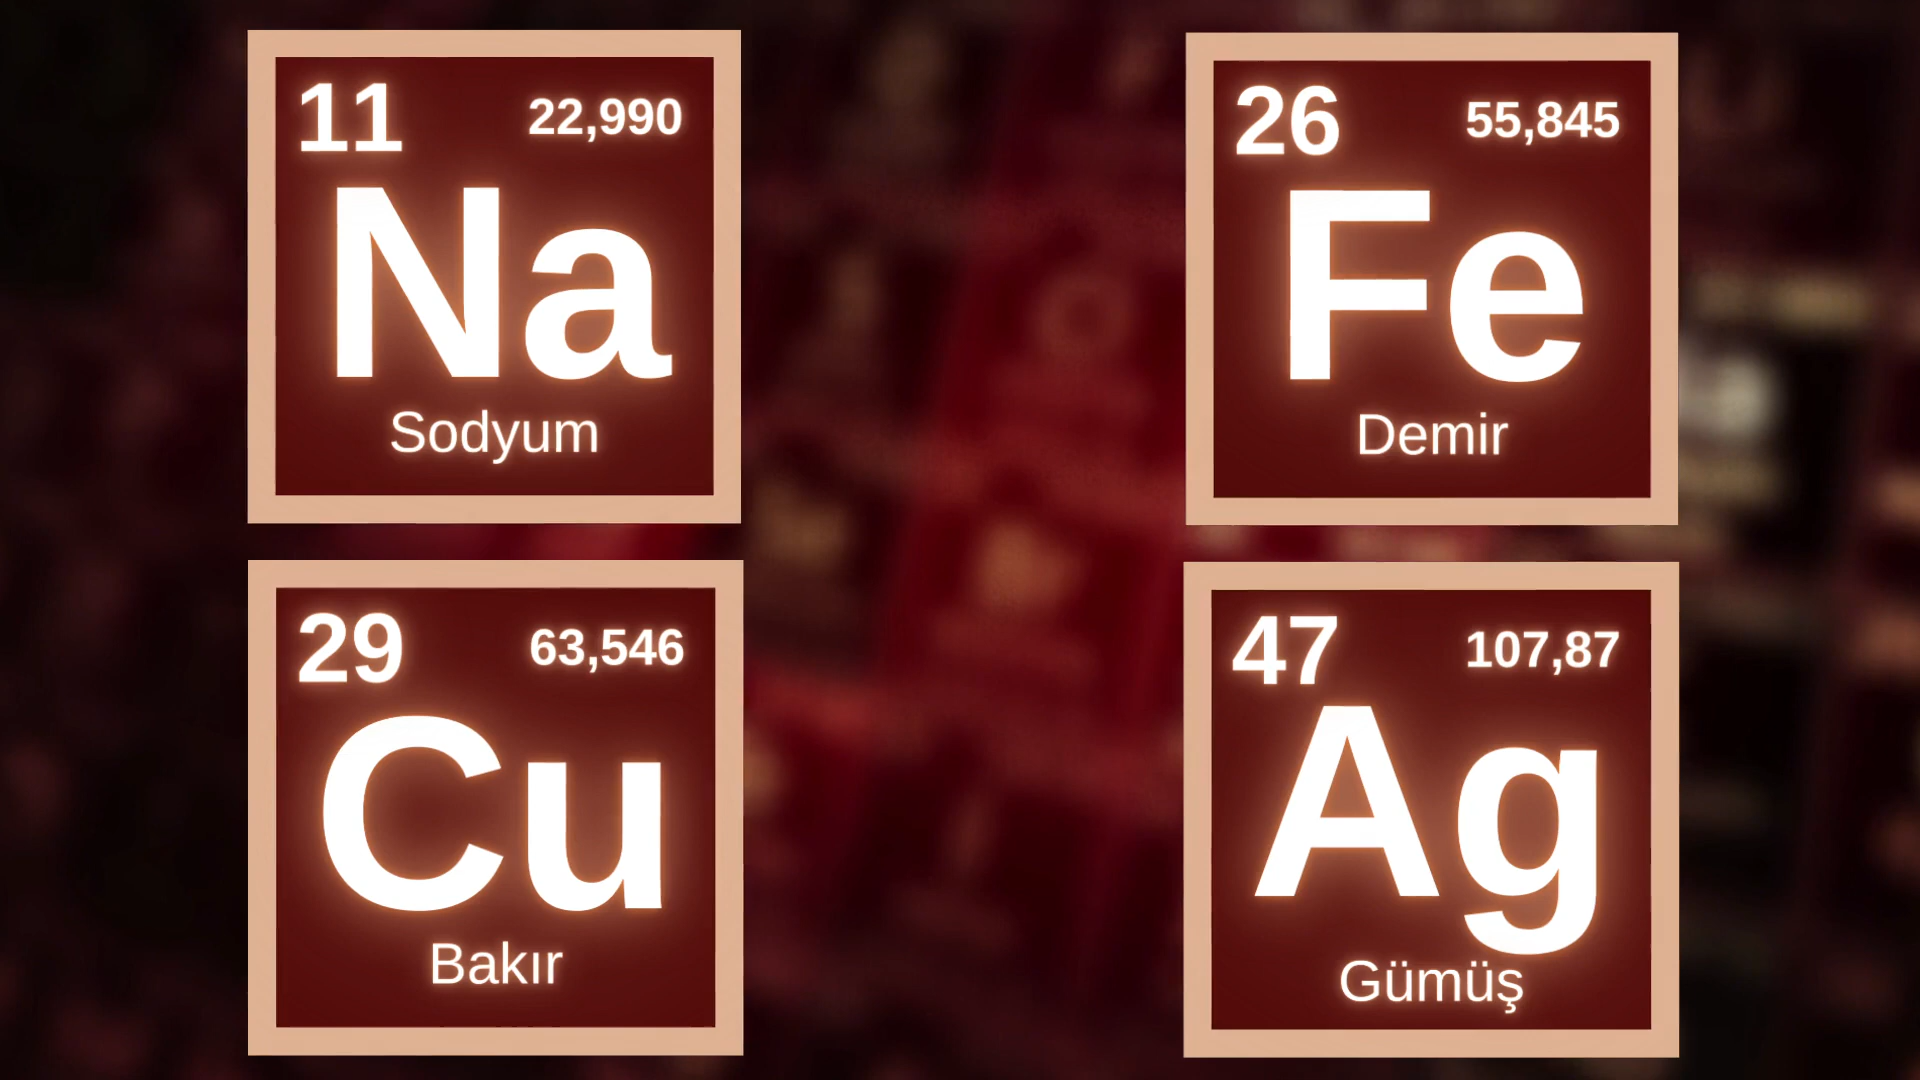 11 22,990
Na
Sodyum
26 55,845
Fe
Demir
29 63,546
Cu
Bakır
47 107,87
Ag
Gümüş